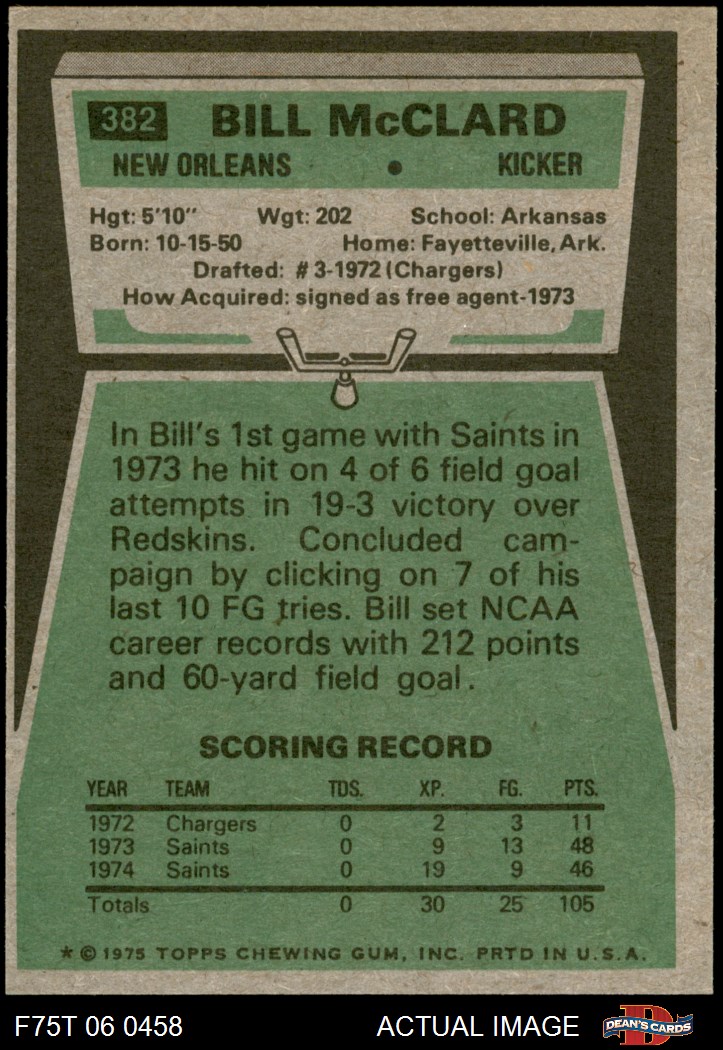 382 BILL McCLARD
NEW ORLEANS • KICKER
Hgt: 5'10" Wgt: 202 School: Arkansas
Born: 10-15-50 Home: Fayetteville, Ark.
Drafted: #3-1972 (Chargers)
How Acquired: signed as free agent-1973
In Bill's 1st game with Saints in
1973 he hit on 4 of 6 field goal
attempts in 19-3 victory over
Redskins. Concluded cam-
paign by clicking on 7 of his
last 10 FG tries. Bill set NCAA
career records with 212 points
and 60-yard field goal.
SCORING RECORD
YEAR TEAM TDS. XP. FG. PTS.
1972 Chargers 0 2 3 11
1973 Saints 0 9 13 48
1974 Saints 0 19 9 46
Totals 0 30 25 105
* © 1975 TOPPS CHEWING GUM, INC. PRTD IN U.S.A.
F75T 06 0458 ACTUAL IMAGE D DEAN'S CARDS